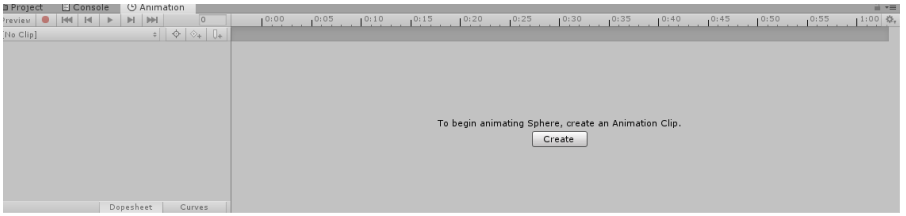 Project Console Animation
Preview 0 0:00 0:05 0:10 0:15 0:20 0:25 0:30 0:35 0:40 0:45 0:50 0:55 1:00
[No Clip]
To begin animating Sphere, create an Animation Clip.
Create
Dopesheet Curves